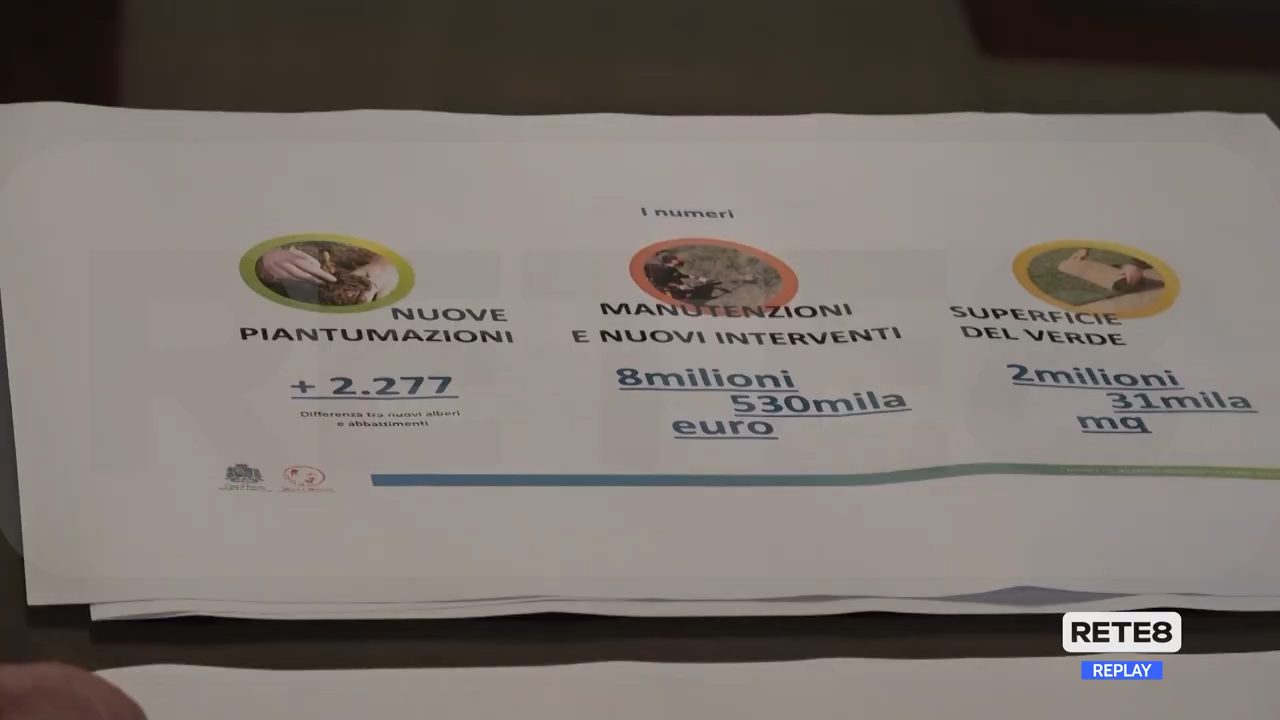 I numeri
NUOVE
PIANTUMAZIONI
+ 2.277
Differenza tra nuovi alberi
e abbattimenti
MANUTENZIONI
E NUOVI INTERVENTI
8milioni
530mila
euro
SUPERFICIE
DEL VERDE
2milioni
31mila
mq
RETE8
REPLAY